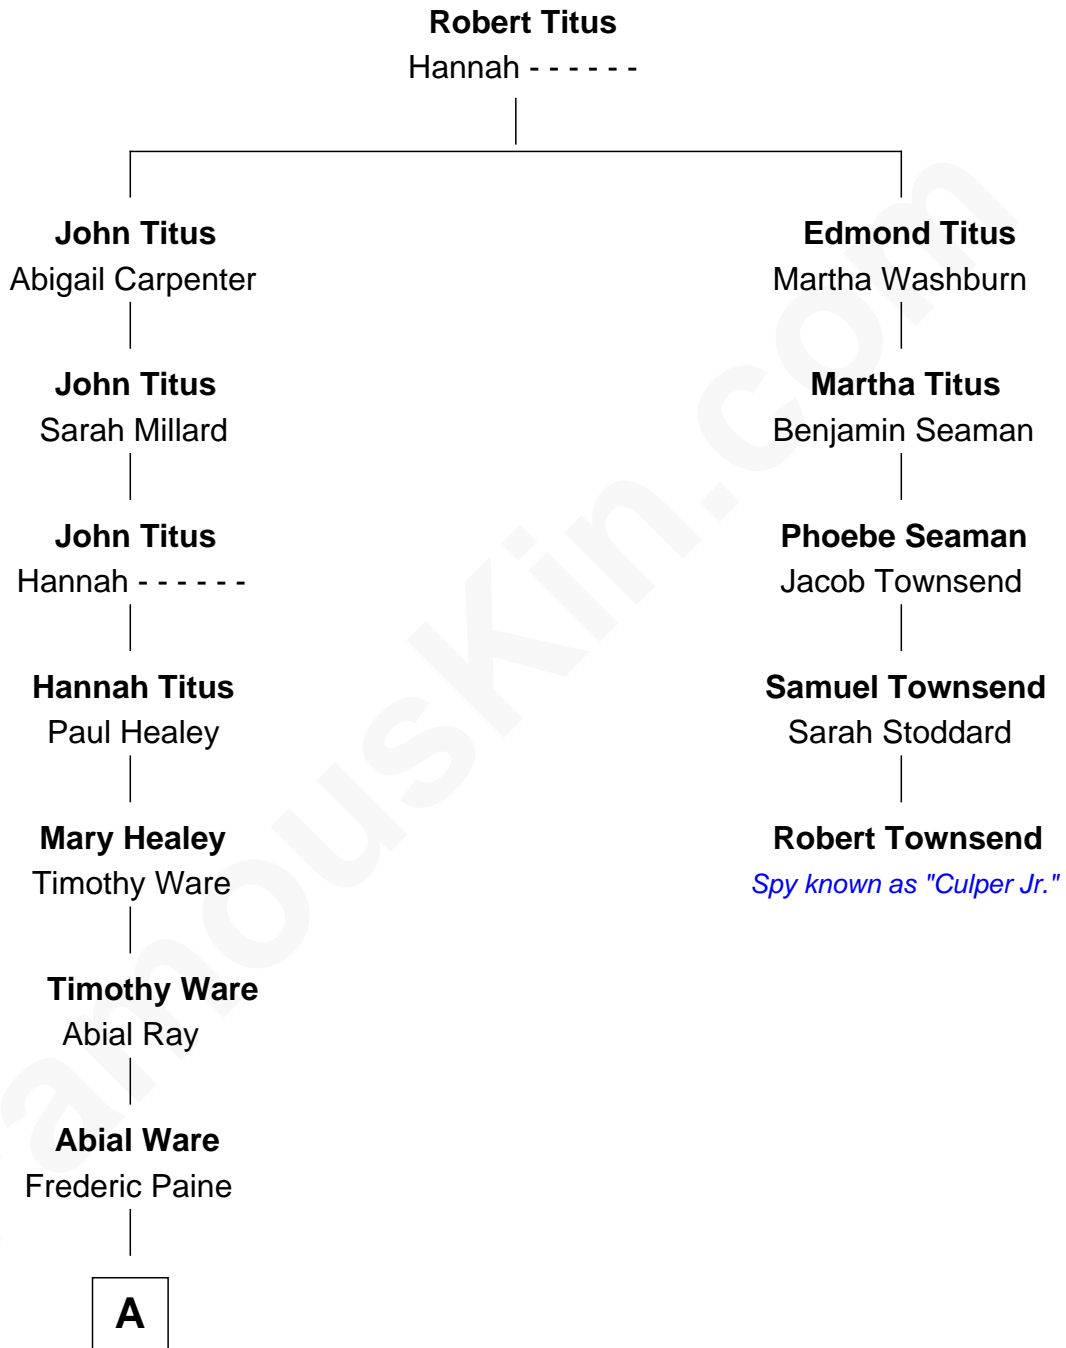 Robert Titus
Hannah - - - - - -
John Titus
Abigail Carpenter
Edmond Titus
Martha Washburn
John Titus
Sarah Millard
Martha Titus
Benjamin Seaman
John Titus
Hannah - - - - - -
Phoebe Seaman
Jacob Townsend
Hannah Titus
Paul Healey
Samuel Townsend
Sarah Stoddard
Mary Healey
Timothy Ware
Robert Townsend
Spy known as "Culper Jr."
Timothy Ware
Abial Ray
Abial Ware
Frederic Paine
A
amouskin.com